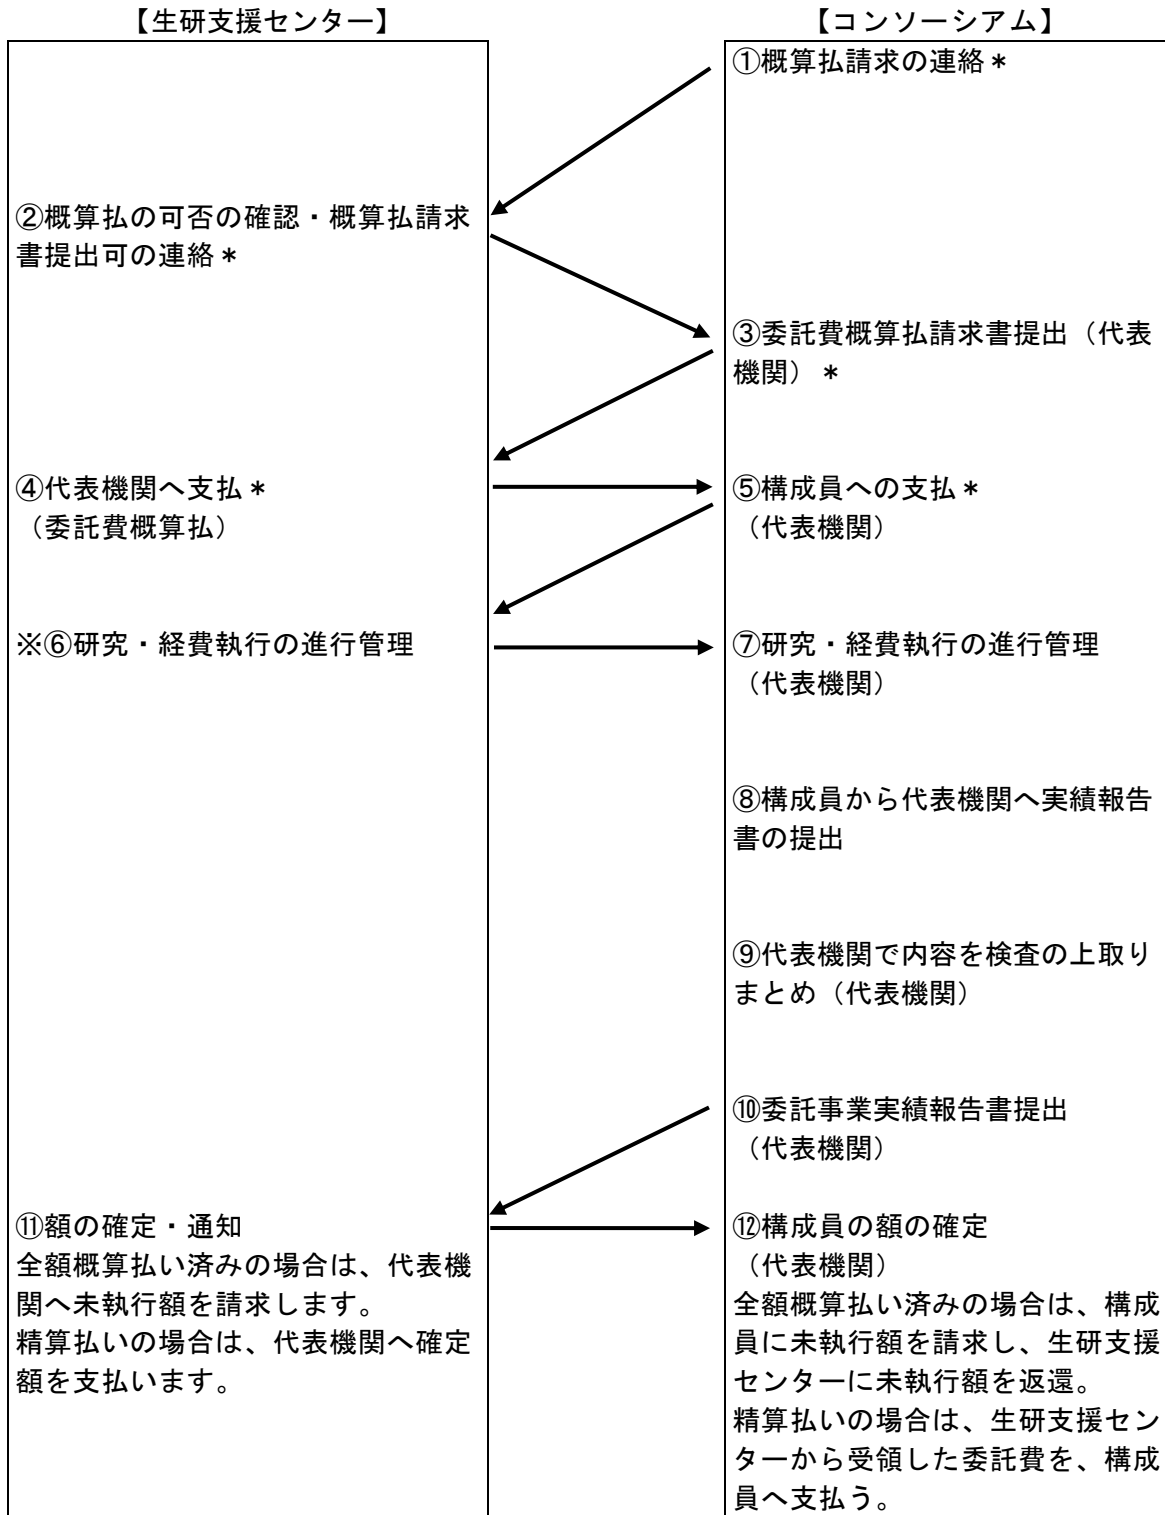 【生研支援センター】
【コンソーシアム】
①概算払請求の連絡＊
②概算払の可否の確認・概算払請求
書提出可の連絡＊
③委託費概算払請求書提出（代表
機関）＊
④代表機関へ支払＊
（委託費概算払）
⑤構成員への支払＊
（代表機関）
※⑥研究・経費執行の進行管理
⑦研究・経費執行の進行管理
（代表機関）
⑧構成員から代表機関へ実績報告
書の提出
⑨代表機関で内容を検査の上取り
まとめ（代表機関）
⑩委託事業実績報告書提出
（代表機関）
⑪額の確定・通知
全額概算払い済みの場合は、代表機
関へ未執行額を請求します。
精算払いの場合は、代表機関へ確定
額を支払います。
⑫構成員の額の確定
（代表機関）
全額概算払い済みの場合は、構成
員に未執行額を請求し、生研支援
センターに未執行額を返還。
精算払いの場合は、生研支援セン
ターから受領した委託費を、構成
員へ支払う。